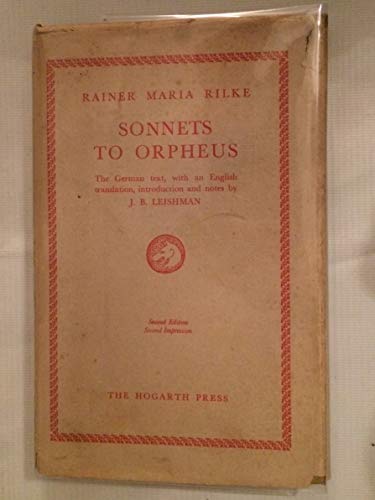 RAINER MARIA RILKE
SONNETS
TO ORPHEUS
The German text, with an English
translation, introduction and notes by
J. B. LEISHMAN
Second Edition
Second Impression
THE HOGARTH PRESS